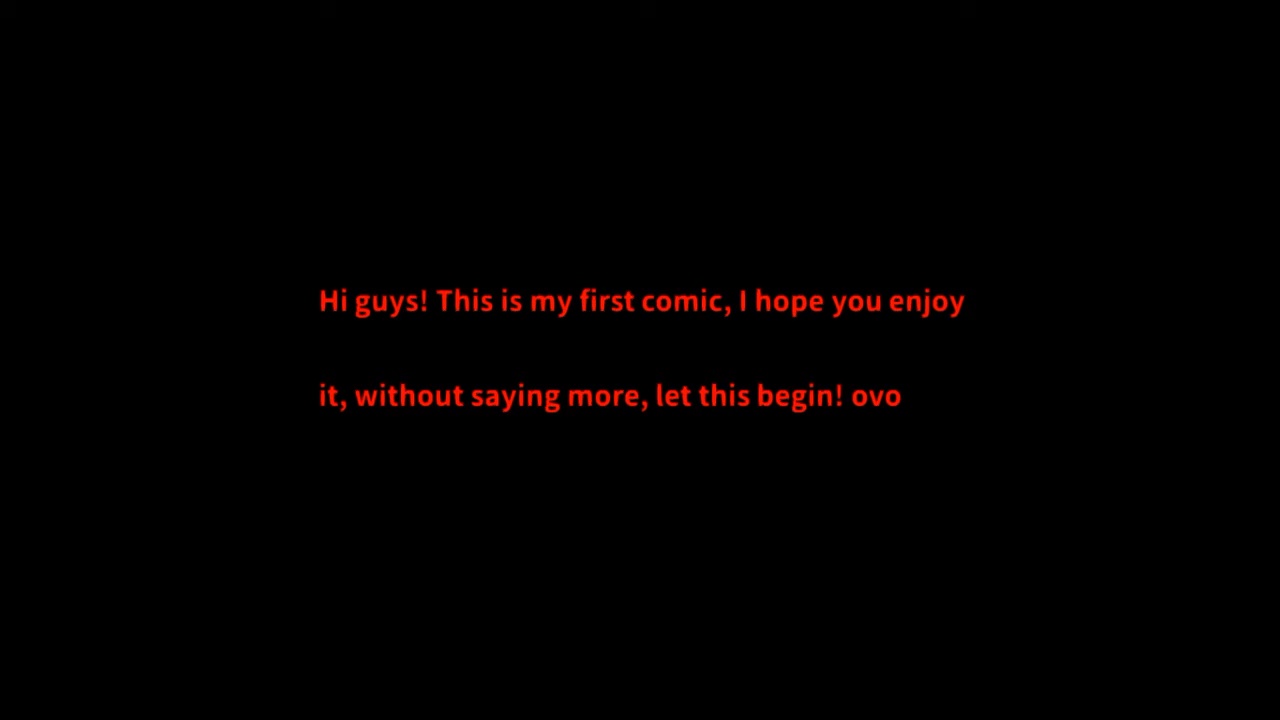 Hi guys! This is my first comic, I hope you enjoy
it, without saying more, let this begin! ovo